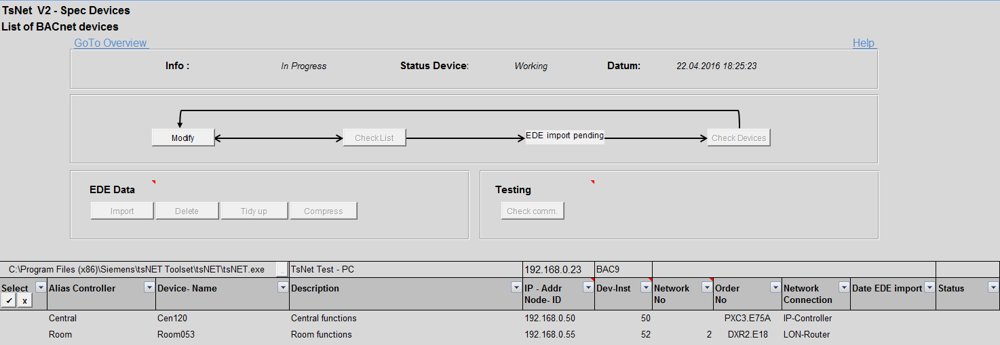 TsNet V2 - Spec Devices
List of BACnet devices
GoTo Overview Help
Info : In Progress Status Device: Working Datum: 22.04.2016 18:25:23
Modify Check List EDE import pending Check Devices
EDE Data Testing
Import Delete Tidy up Compress Check comm.
C:\Program Files (x86)\Siemens\tsNET Toolset\tsNET\tsNET.exe .. TsNet Test - PC 192.168.0.23 BAC9
Select Alias Controller Device- Name Description IP - Addr Dev-Inst Network Order Network Date EDE import Status
✓ x Node- ID No No Connection
Central Cen120 Central functions 192.168.0.50 50 PXC3.E75A IP-Controller
Room Room053 Room functions 192.168.0.55 52 2 DXR2.E18 LON-Router